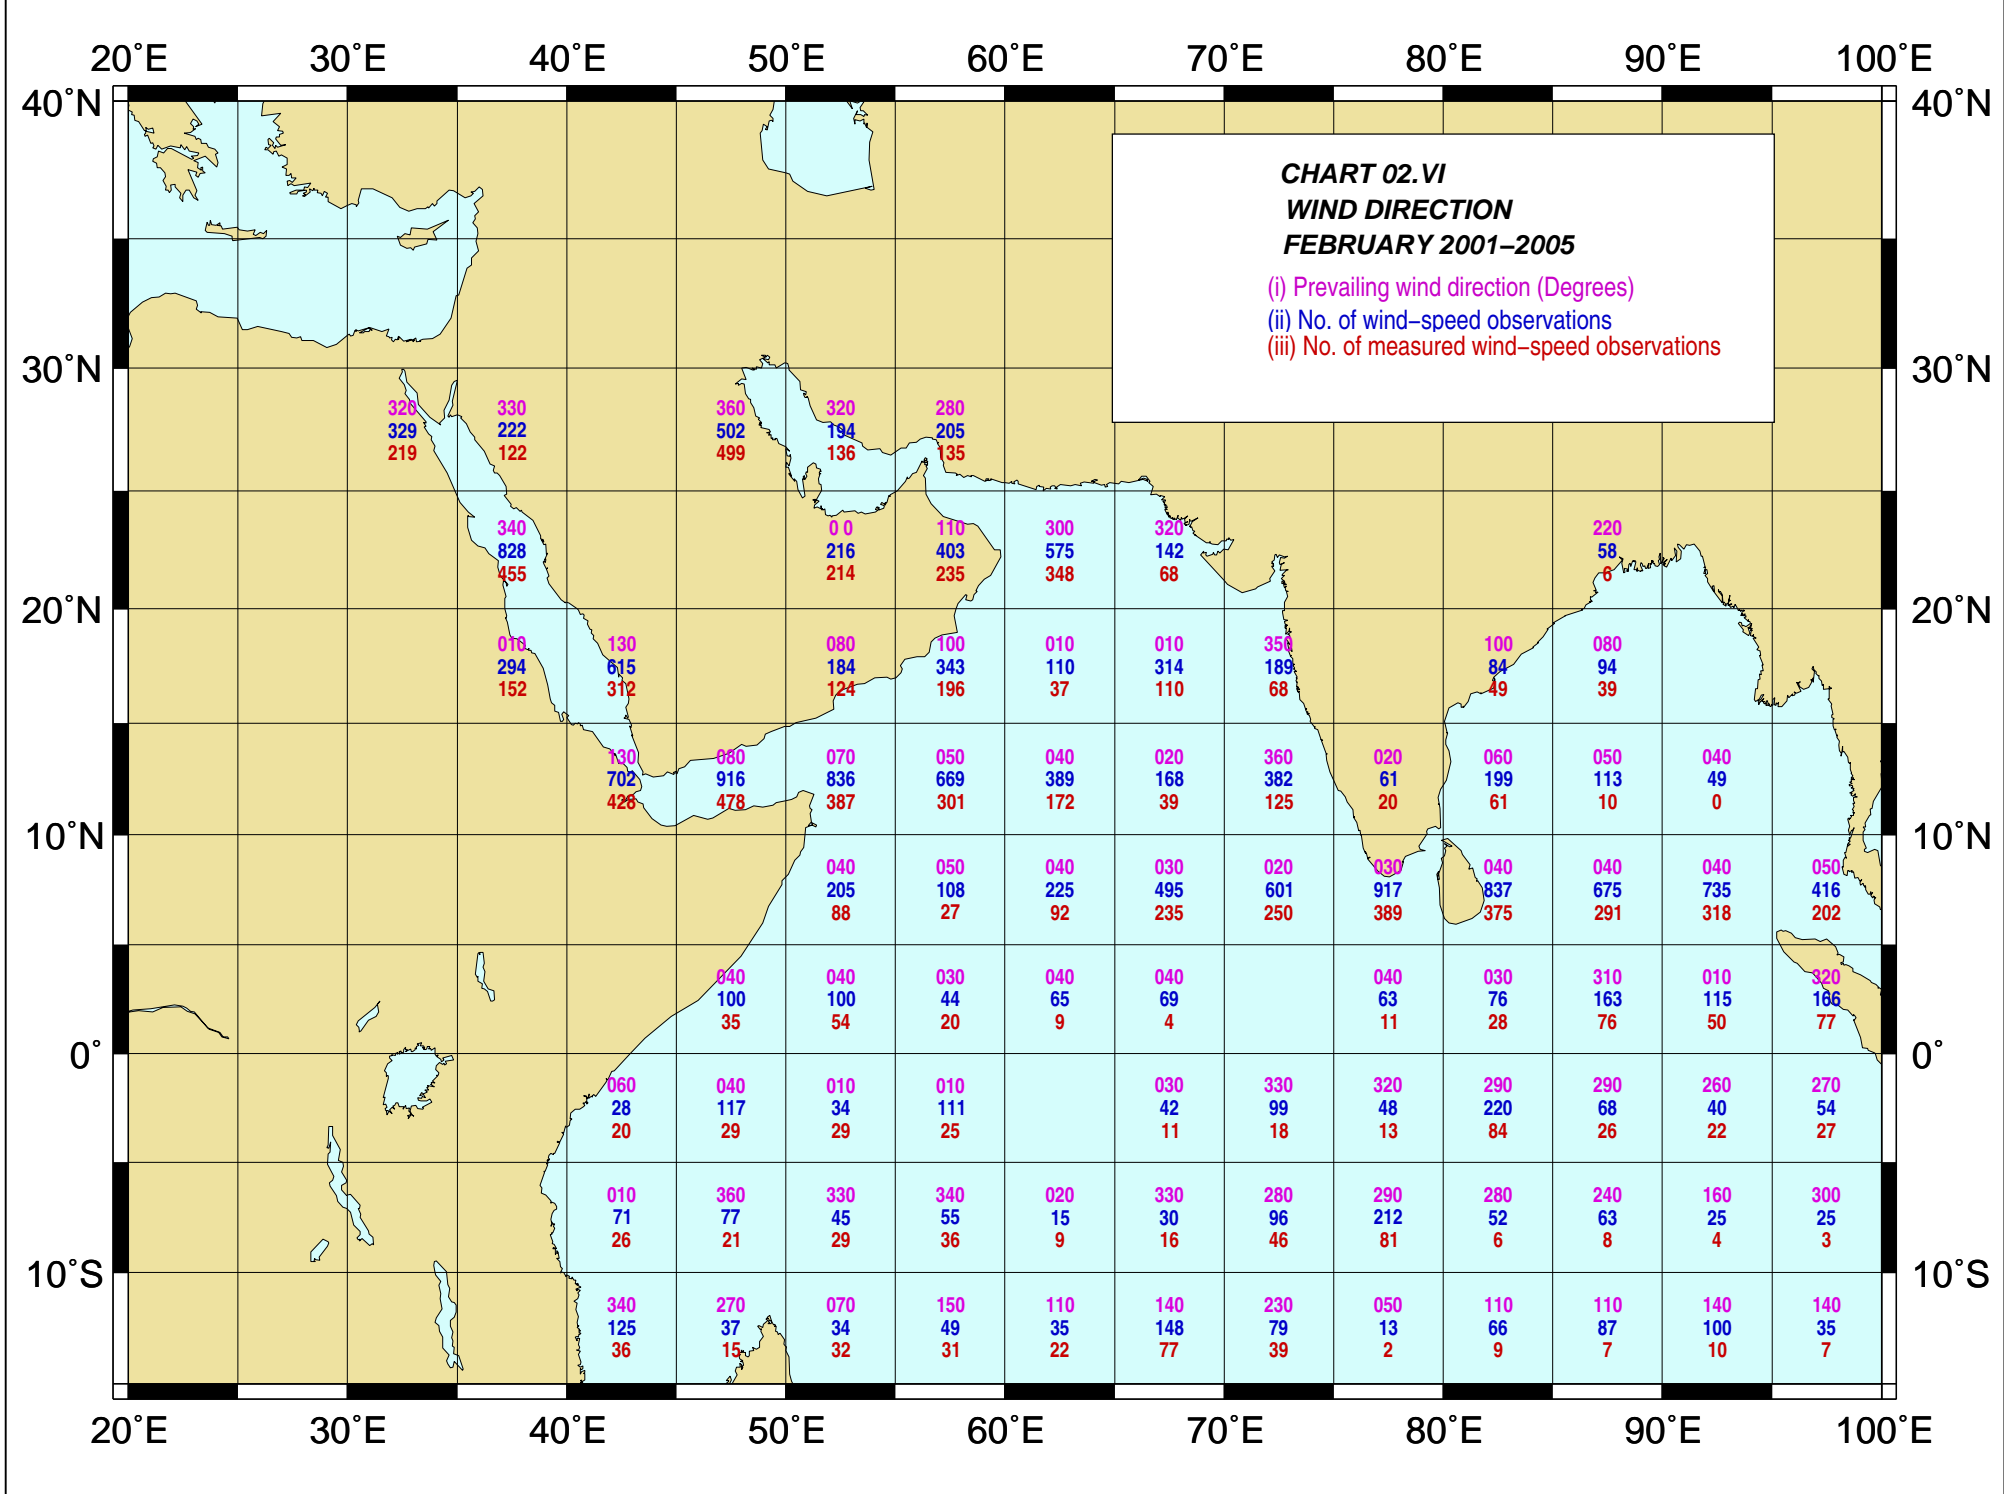 20°E 30°E 40°E 50°E 60°E 70°E 80°E 90°E 100°E
40°N 40°N
CHART 02.VI
WIND DIRECTION
FEBRUARY 2001–2005
(i) Prevailing wind direction (Degrees)
(ii) No. of wind–speed observations
(iii) No. of measured wind–speed observations
30°N 30°N
320 330 360 320 280
329 222 502 194 205
219 122 499 136 135
340 0 0 110 300 320 220
828 216 403 575 142 58
455 214 235 348 68 6
20°N 20°N
010 130 080 100 010 010 350 100 080
294 615 184 343 110 314 189 84 94
152 312 124 196 37 110 68 49 39
130 080 070 050 040 020 360 020 060 050 040
702 916 836 669 389 168 382 61 199 113 49
428 478 387 301 172 39 125 20 61 10 0
10°N 10°N
040 050 040 030 020 030 040 040 040 050
205 108 225 495 601 917 837 675 735 416
88 27 92 235 250 389 375 291 318 202
040 040 030 040 040 040 030 310 010 320
100 100 44 65 69 63 76 163 115 166
35 54 20 9 4 11 28 76 50 77
0° 0°
060 040 010 010 030 330 320 290 290 260 270
28 117 34 111 42 99 48 220 68 40 54
20 29 29 25 11 18 13 84 26 22 27
010 360 330 340 020 330 280 290 280 240 160 300
71 77 45 55 15 30 96 212 52 63 25 25
26 21 29 36 9 16 46 81 6 8 4 3
10°S 10°S
340 270 070 150 110 140 230 050 110 110 140 140
125 37 34 49 35 148 79 13 66 87 100 35
36 15 32 31 22 77 39 2 9 7 10 7
20°E 30°E 40°E 50°E 60°E 70°E 80°E 90°E 100°E